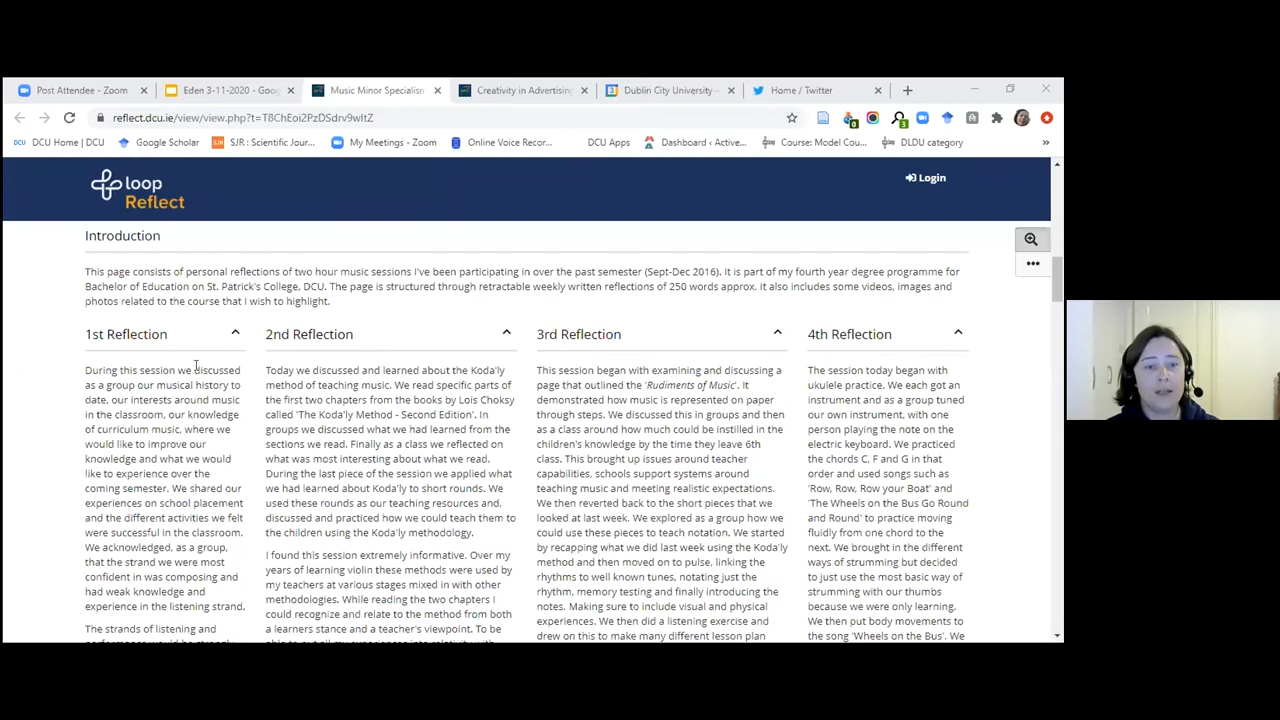 Post Attendee - Zoom
Eden 3-11-2020 - Goog
Music Minor Specialism
Creativity in Advertising
Dublin City University -
Home / Twitter
reflect.dcu.ie/view/view.php?t=T8ChEoi2PzDSdrv9wItZ
DCU Home | DCU
Google Scholar
SJR : Scientific Jour...
My Meetings - Zoom
Online Voice Recor...
DCU Apps
Dashboard ‹ Active...
Course: Model Cou...
DLDU category
loop
Reflect
Login
Introduction
This page consists of personal reflections of two hour music sessions I've been participating in over the past semester (Sept-Dec 2016). It is part of my fourth year degree programme for
Bachelor of Education on St. Patrick's College, DCU. The page is structured through retractable weekly written reflections of 250 words approx. It also includes some videos, images and
photos related to the course that I wish to highlight.
1st Reflection
During this session we discussed
as a group our musical history to
date, our interests around music
in the classroom, our knowledge
of curriculum music, where we
would like to improve our
knowledge and what we would
like to experience over the
coming semester. We shared our
experiences on school placement
and the different activities we felt
were successful in the classroom.
We acknowledged, as a group,
that the strand we were most
confident in was composing and
had weak knowledge and
experience in the listening strand.
The strands of listening and
2nd Reflection
Today we discussed and learned about the Koda'ly
method of teaching music. We read specific parts of
the first two chapters from the books by Lois Choksy
called 'The Koda'ly Method - Second Edition'. In
groups we discussed what we had learned from the
sections we read. Finally as a class we reflected on
what was most interesting about what we read.
During the last piece of the session we applied what
we had learned about Koda'ly to short rounds. We
used these rounds as our teaching resources and,
discussed and practiced how we could teach them to
the children using the Koda'ly methodology.
I found this session extremely informative. Over my
years of learning violin these methods were used by
my teachers at various stages mixed in with other
methodologies. While reading the two chapters I
could recognize and relate to the method from both
a learners stance and a teacher's viewpoint. To be
3rd Reflection
This session began with examining and discussing a
page that outlined the 'Rudiments of Music'. It
demonstrated how music is represented on paper
through steps. We discussed this in groups and then
as a class around how much could be instilled in the
children's knowledge by the time they leave 6th
class. This brought up issues around teacher
capabilities, schools support systems around
teaching music and meeting realistic expectations.
We then reverted back to the short pieces that we
looked at last week. We explored as a group how we
could use these pieces to teach notation. We started
by recapping what we did last week using the Koda'ly
method and then moved on to pulse, linking the
rhythms to well known tunes, notating just the
rhythm, memory testing and finally introducing the
notes. Making sure to include visual and physical
experiences. We then did a listening exercise and
drew on this to make many different lesson plan
4th Reflection
The session today began with
ukulele practice. We each got an
instrument and as a group tuned
our own instrument, with one
person playing the note on the
electric keyboard. We practiced
the chords C, F and G in that
order and used songs such as
'Row, Row, Row your Boat' and
'The Wheels on the Bus Go Round
and Round' to practice moving
fluidly from one chord to the
next. We brought in the different
ways of strumming but decided
to just use the most basic way of
strumming with our thumbs
because we were only learning.
We then put body movements to
the song 'Wheels on the Bus'. We